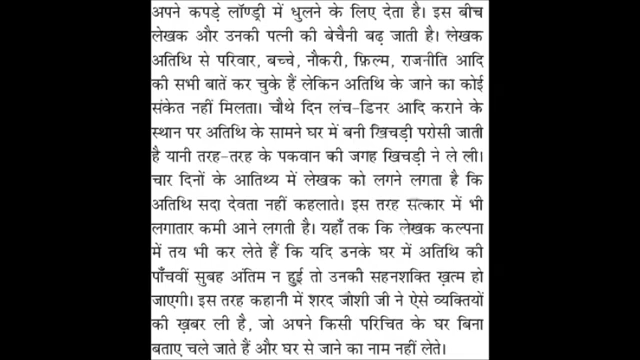 अपने कपड़े लॉण्ड्री में धुलने के लिए देता है। इस बीच
लेखक और उनकी पत्नी की बेचैनी बढ़ जाती है। लेखक
अतिथि से परिवार, बच्चे, नौकरी, फ़िल्म, राजनीति आदि
की सभी बातें कर चुके हैं लेकिन अतिथि के जाने का कोई
संकेत नहीं मिलता। चौथे दिन लंच-डिनर आदि कराने के
स्थान पर अतिथि के सामने घर में बनी खिचड़ी परोसी जाती
है यानी तरह-तरह के पकवान की जगह खिचड़ी ने ले ली।
चार दिनों के आतिथ्य में लेखक को लगने लगता है कि
अतिथि सदा देवता नहीं कहलाते। इस तरह सत्कार में भी
लगातार कमी आने लगती है। यहाँ तक कि लेखक कल्पना
में तय भी कर लेते हैं कि यदि उनके घर में अतिथि की
पाँचवीं सुबह अंतिम न हुई तो उनकी सहनशक्ति ख़त्म हो
जाएगी। इस तरह कहानी में शरद जोशी जी ने ऐसे व्यक्तियों
की ख़बर ली है, जो अपने किसी परिचित के घर बिना
बताए चले जाते हैं और घर से जाने का नाम नहीं लेते।